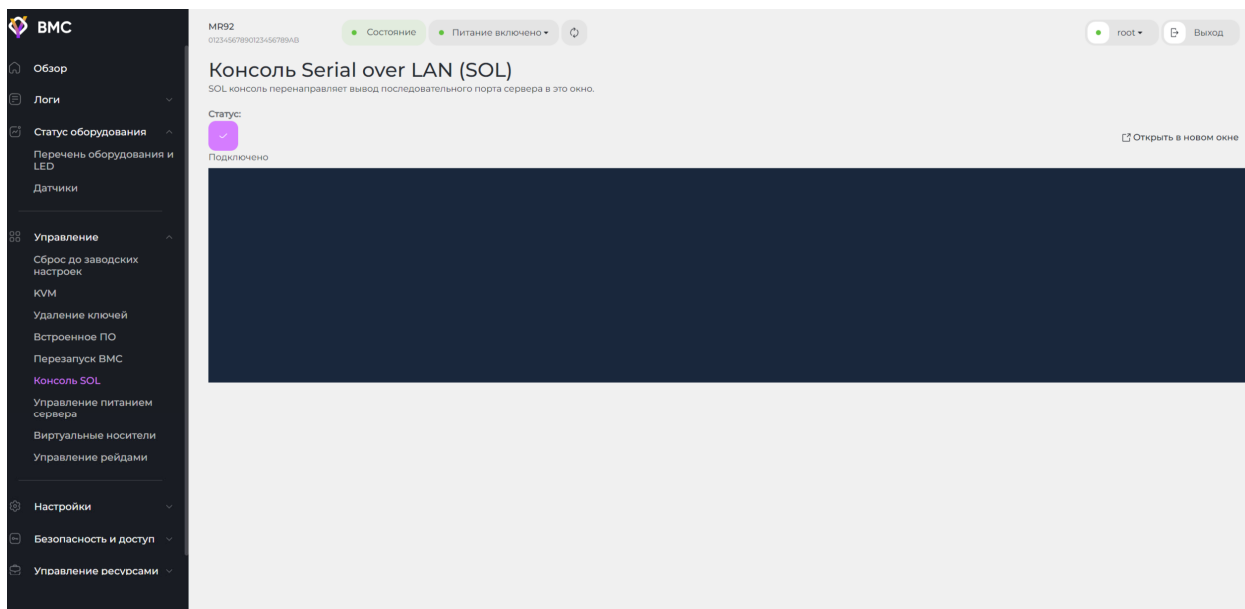 BMC
Обзор
Логи
Статус оборудования
Перечень оборудования и
LED
Датчики
Управление
Сброс до заводских
настроек
KVM
Удаление ключей
Встроенное ПО
Перезапуск BMC
Консоль SOL
Управление питанием
сервера
Виртуальные носители
Управление рейдами
Настройки
Безопасность и доступ
Управление ресурсами
MR92
01234567890123456789AB
Состояние
Питание включено
root
Выход
Консоль Serial over LAN (SOL)
SOL консоль перенаправляет вывод последовательного порта сервера в это окно.
Статус:
Подключено
Открыть в новом окне